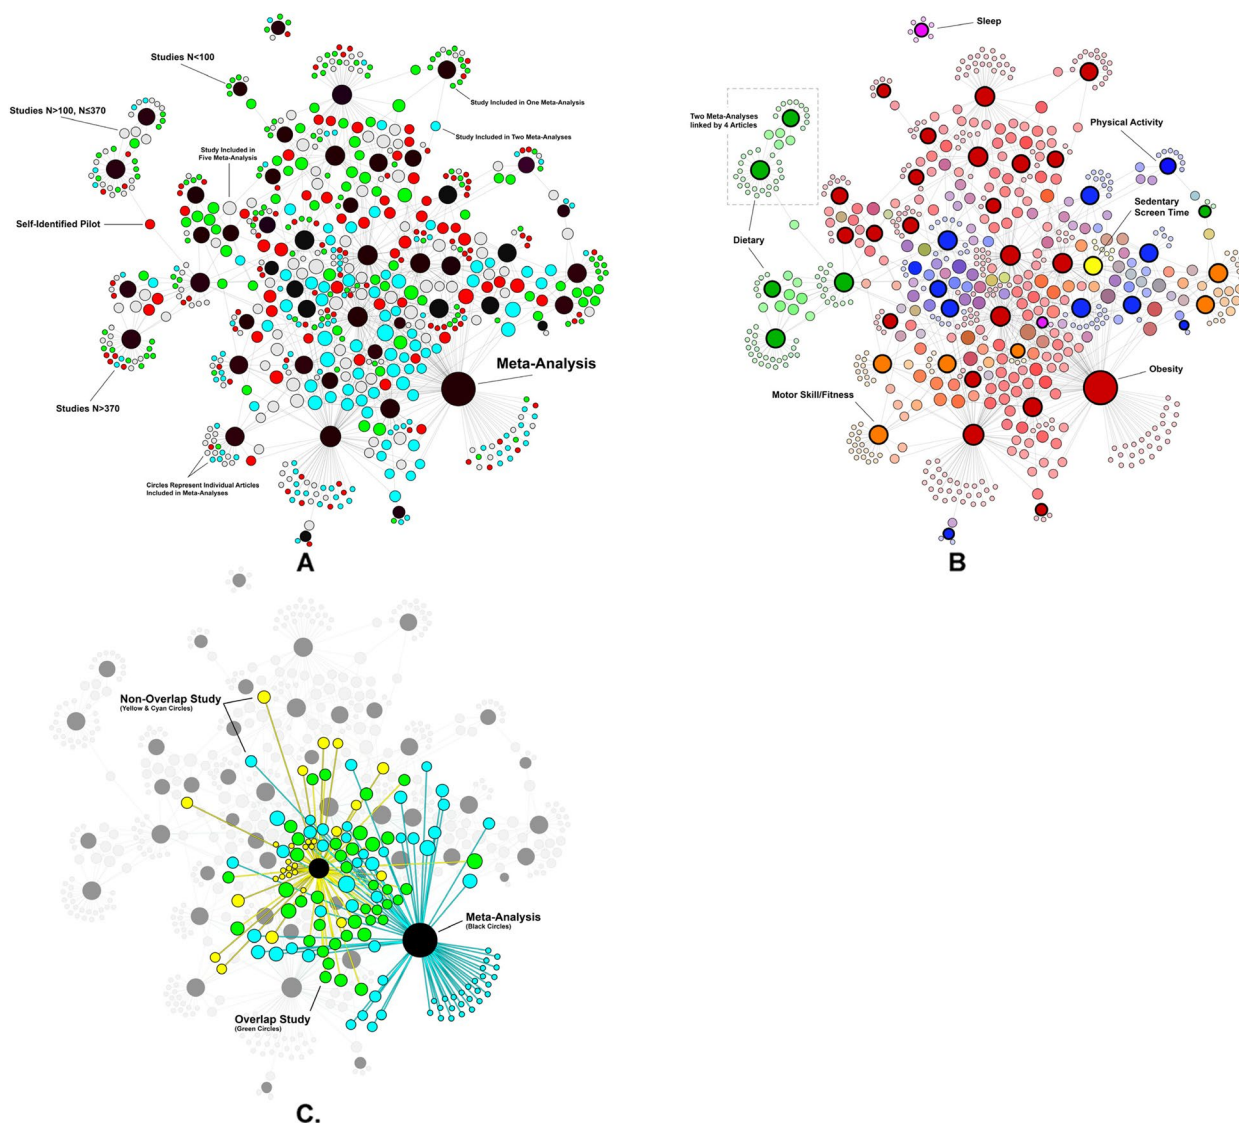 Studies N<100
Studies N>100, N≤370
Study Included in One Meta-Analysis
Study Included in Two Meta-Analyses
Study Included in
Five Meta-Analysis
Self-Identified Pilot
Meta-Analysis
Studies N>370
Circles Represent Individual Articles
Included in Meta-Analyses
A
Sleep
Two Meta-Analyses
linked by 4 Articles
Physical Activity
Sedentary
Screen Time
Dietary
Obesity
Motor Skill/Fitness
B
Non-Overlap Study
(Yellow & Cyan Circles)
Meta-Analysis
(Black Circles)
Overlap Study
(Green Circles)
C.